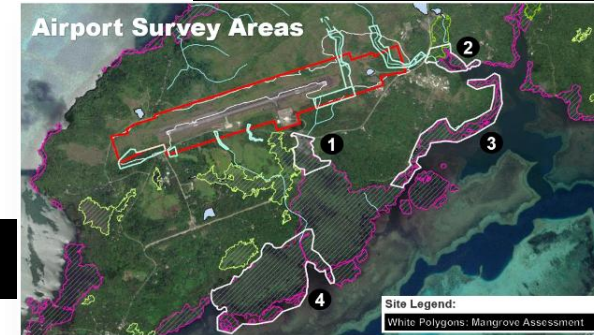 Airport Survey Areas
2
1
3
4
Site Legend:
White Polygons: Mangrove Assessment